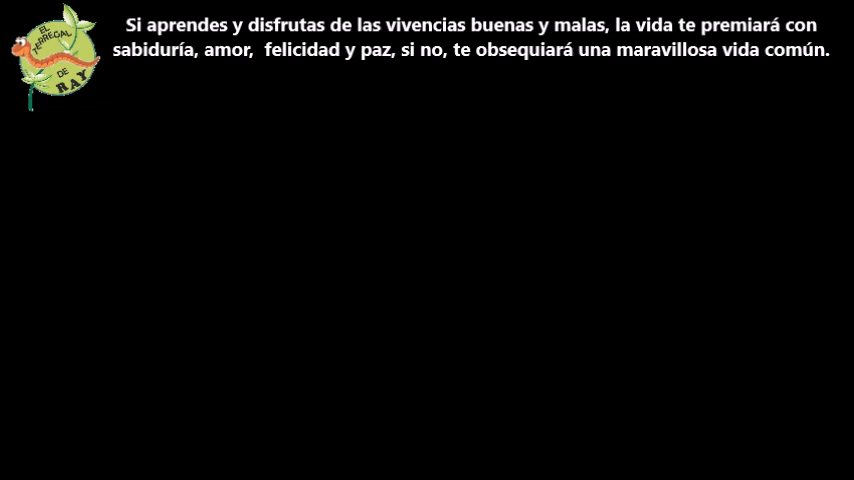 EL
TERREGAL
DE
RAY
Si aprendes y disfrutas de las vivencias buenas y malas, la vida te premiará con
sabiduría, amor,  felicidad y paz, si no, te obsequiará una maravillosa vida común.